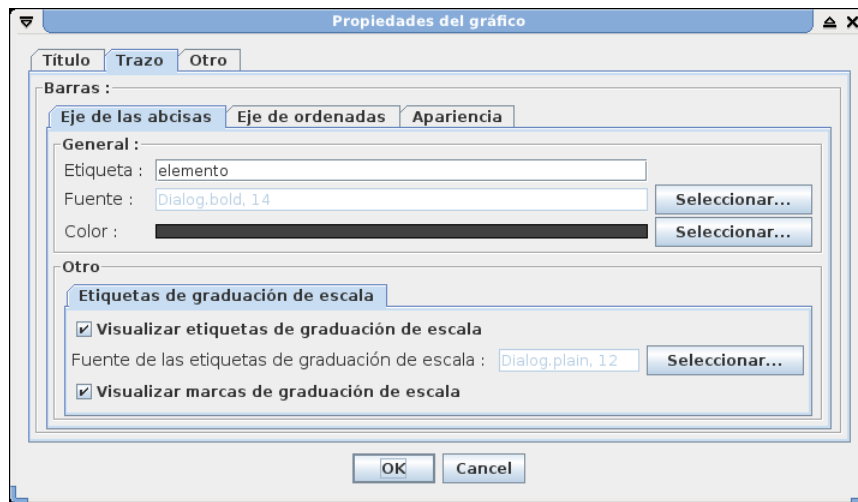 Propiedades del gráfico
Título Trazo Otro
Barras :
Eje de las abcisas Eje de ordenadas Apariencia
General :
Etiqueta : elemento
Fuente : Dialog.bold, 14 Seleccionar...
Color : Seleccionar...
Otro
Etiquetas de graduación de escala
Visualizar etiquetas de graduación de escala
Fuente de las etiquetas de graduación de escala : Dialog.plain, 12 Seleccionar...
Visualizar marcas de graduación de escala
OK Cancel